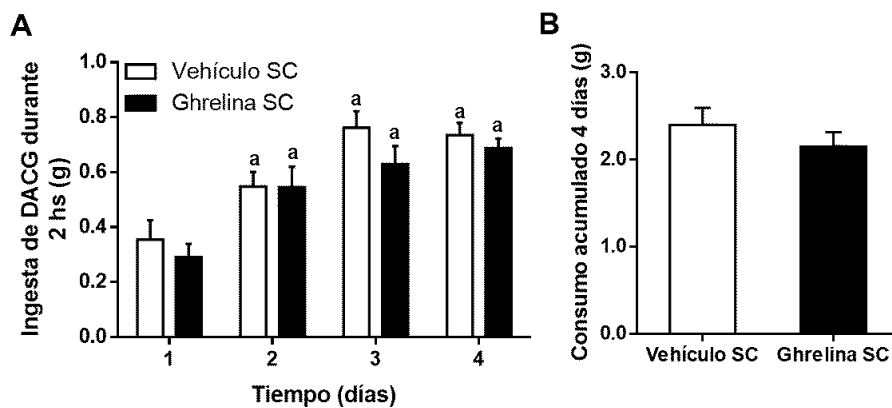 A
Ingesta de DACG durante
2 hs (g)
1.0
0.8
0.6
0.4
0.2
0.0
Vehículo SC
Ghrelina SC
a a a a a a
1 2 3 4
Tiempo (días)
B
Consumo acumulado 4 días (g)
3.0
2.0
1.0
0.0
Vehículo SC Ghrelina SC